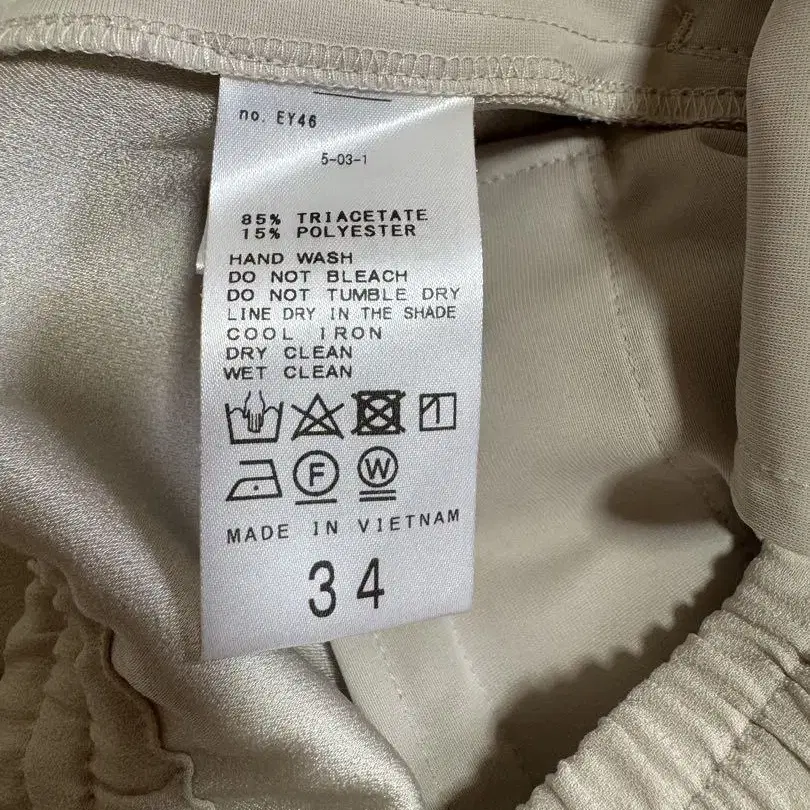 no. EY46
5-03-1
85% TRIACETATE
15% POLYESTER
HAND WASH
DO NOT BLEACH
DO NOT TUMBLE DRY
LINE DRY IN THE SHADE
COOL IRON
DRY CLEAN
WET CLEAN
F W
MADE IN VIETNAM
34